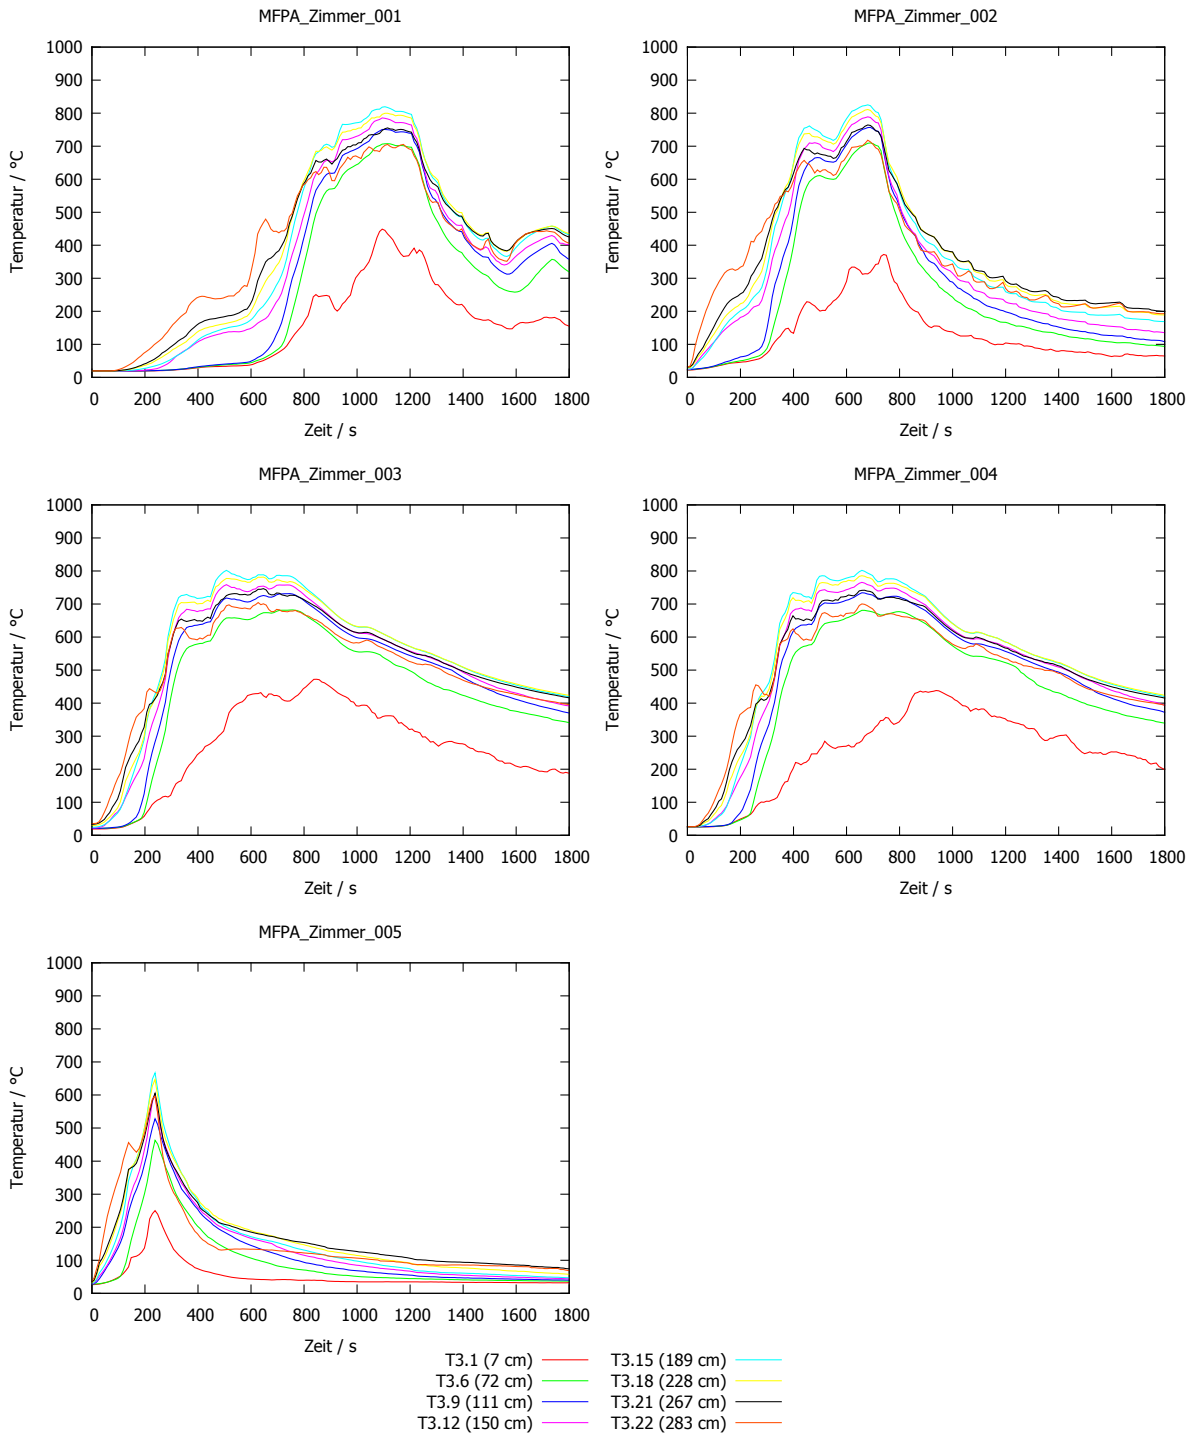 MFPA_Zimmer_001
1000
900
800
700
600
500
400
300
200
100
0
Temperatur / °C
0 200 400 600 800 1000 1200 1400 1600 1800
Zeit / s
MFPA_Zimmer_002
1000
900
800
700
600
500
400
300
200
100
0
Temperatur / °C
0 200 400 600 800 1000 1200 1400 1600 1800
Zeit / s
MFPA_Zimmer_003
1000
900
800
700
600
500
400
300
200
100
0
Temperatur / °C
0 200 400 600 800 1000 1200 1400 1600 1800
Zeit / s
MFPA_Zimmer_004
1000
900
800
700
600
500
400
300
200
100
0
Temperatur / °C
0 200 400 600 800 1000 1200 1400 1600 1800
Zeit / s
MFPA_Zimmer_005
1000
900
800
700
600
500
400
300
200
100
0
Temperatur / °C
0 200 400 600 800 1000 1200 1400 1600 1800
Zeit / s
T3.1 (7 cm)
T3.6 (72 cm)
T3.9 (111 cm)
T3.12 (150 cm)
T3.15 (189 cm)
T3.18 (228 cm)
T3.21 (267 cm)
T3.22 (283 cm)